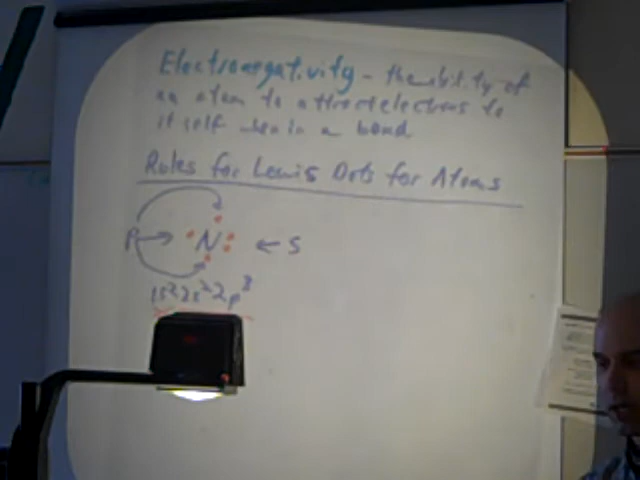 Electronegativity - the ability of
an atom to attract electrons to
itself when in a bond
Rules for Lewis Dots for Atoms
P → N ← S
1s²2s²2p³